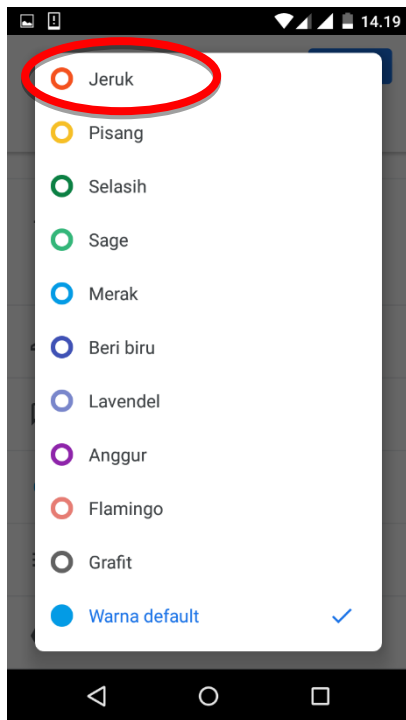 14.19
Jeruk
Pisang
Selasih
Sage
Merak
Beri biru
Lavendel
Anggur
Flamingo
Grafit
Warna default